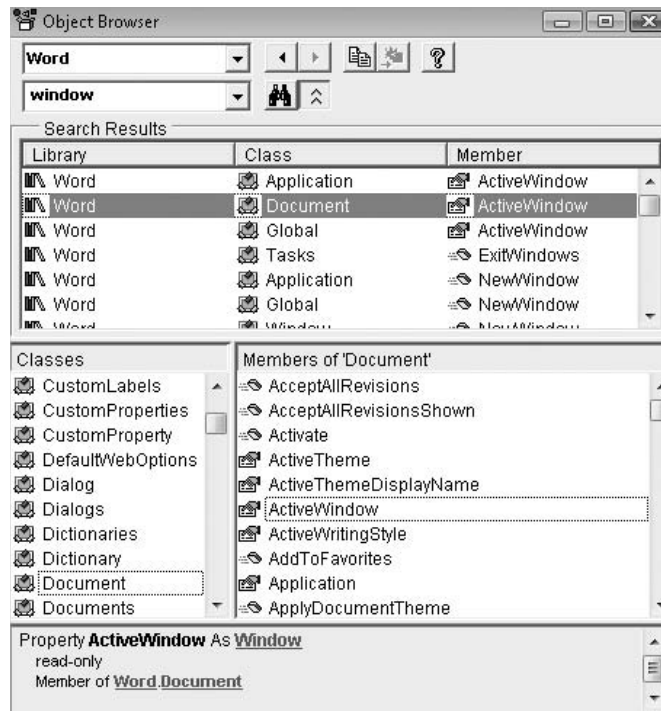 Object Browser
Word
window
Search Results
Library Class Member
Word Application ActiveWindow
Word Document ActiveWindow
Word Global ActiveWindow
Word Tasks ExitWindows
Word Application NewWindow
Word Global NewWindow
Word Window NewWindow
Classes
CustomLabels
CustomProperties
CustomProperty
DefaultWebOptions
Dialog
Dialogs
Dictionaries
Dictionary
Document
Documents
Members of 'Document'
AcceptAllRevisions
AcceptAllRevisionsShown
Activate
ActiveTheme
ActiveThemeDisplayName
ActiveWindow
ActiveWritingStyle
AddToFavorites
Application
ApplyDocumentTheme
Property ActiveWindow As Window
read-only
Member of Word.Document